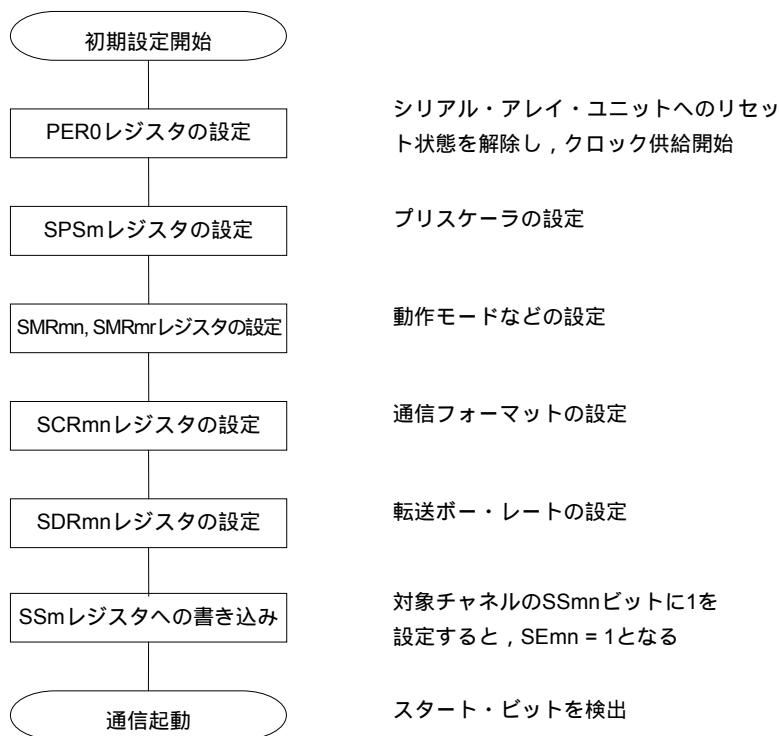 初期設定開始
PER0レジスタの設定
シリアル・アレイ・ユニットへのリセッ
ト状態を解除し，クロック供給開始
SPSmレジスタの設定
プリスケーラの設定
SMRmn, SMRmrレジスタの設定
動作モードなどの設定
SCRmnレジスタの設定
通信フォーマットの設定
SDRmnレジスタの設定
転送ボー・レートの設定
SSmレジスタへの書き込み
対象チャネルのSSmnビットに1を
設定すると，SEmn = 1となる
通信起動
スタート・ビットを検出